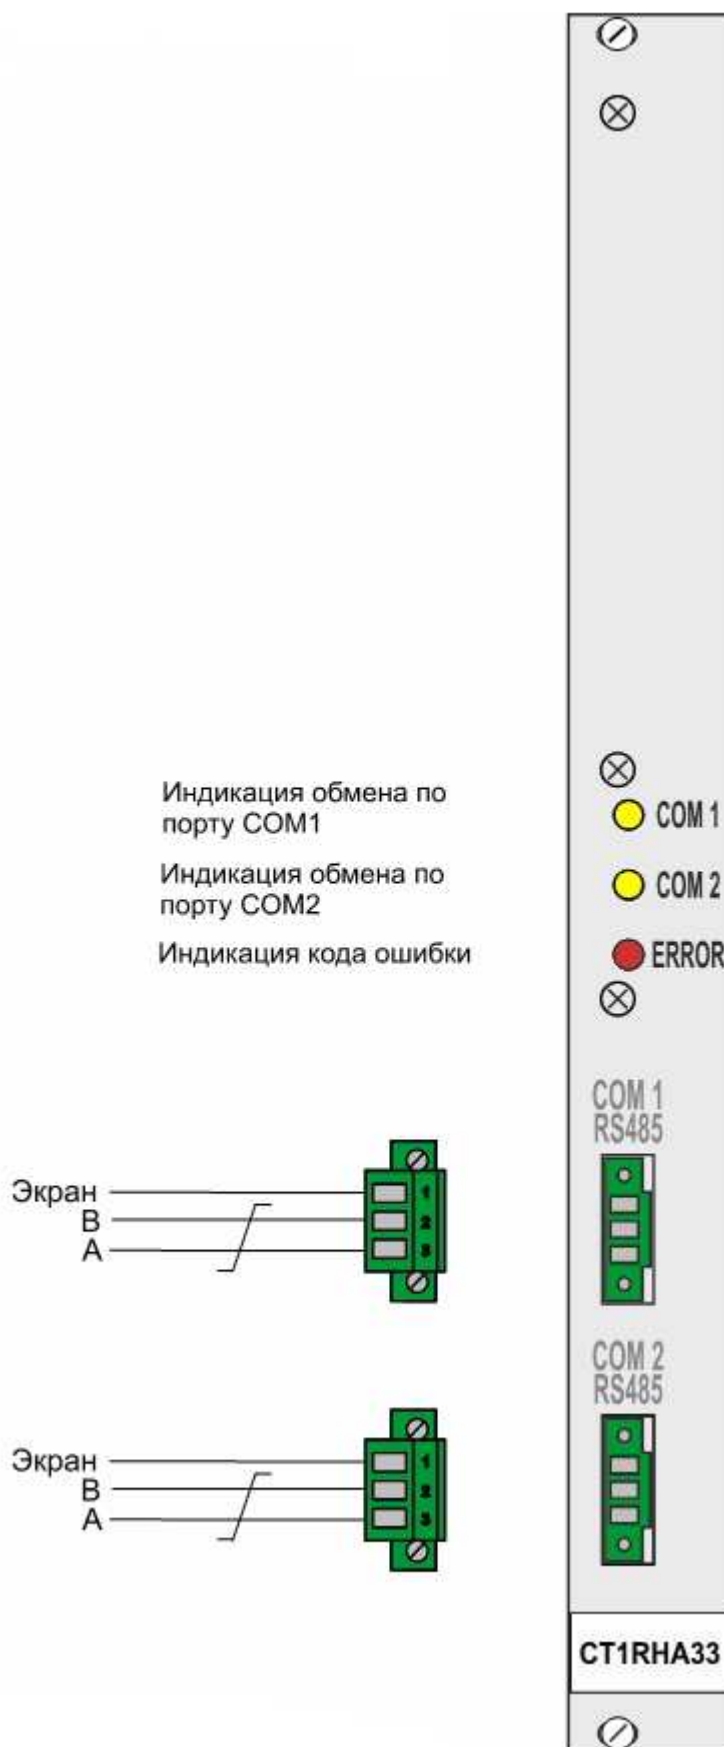 Индикация обмена по
порту COM1
COM 1
Индикация обмена по
порту COM2
COM 2
Индикация кода ошибки
ERROR
COM 1
RS485
Экран
B
A
1
2
3
COM 2
RS485
Экран
B
A
1
2
3
CT1RHA33